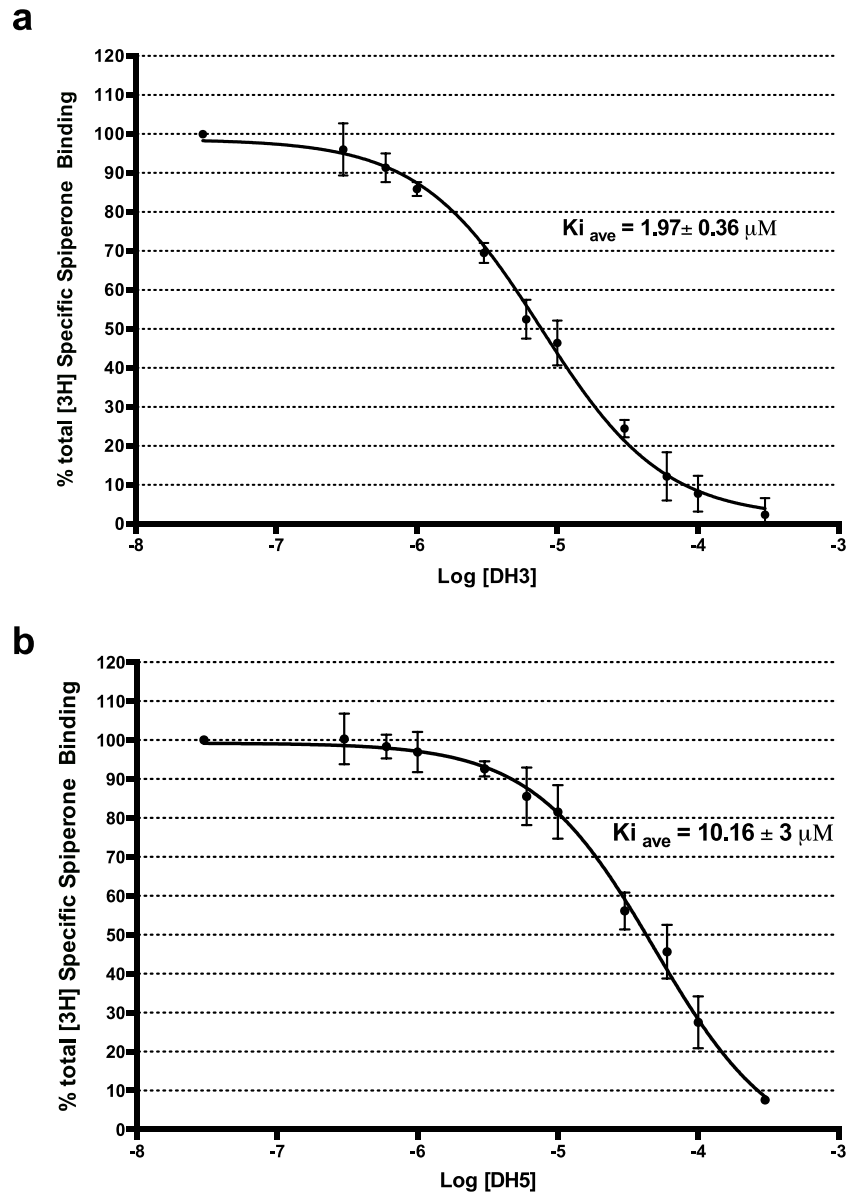 a
% total [3H] Specific Spiperone Binding
120
110
100
90
80
70
60
50
40
30
20
10
0
Ki ave = 1.97± 0.36 μM
-8 -7 -6 -5 -4 -3
Log [DH3]
b
% total [3H] Specific Spiperone Binding
120
110
100
90
80
70
60
50
40
30
20
10
0
Ki ave = 10.16 ± 3 μM
-8 -7 -6 -5 -4 -3
Log [DH5]